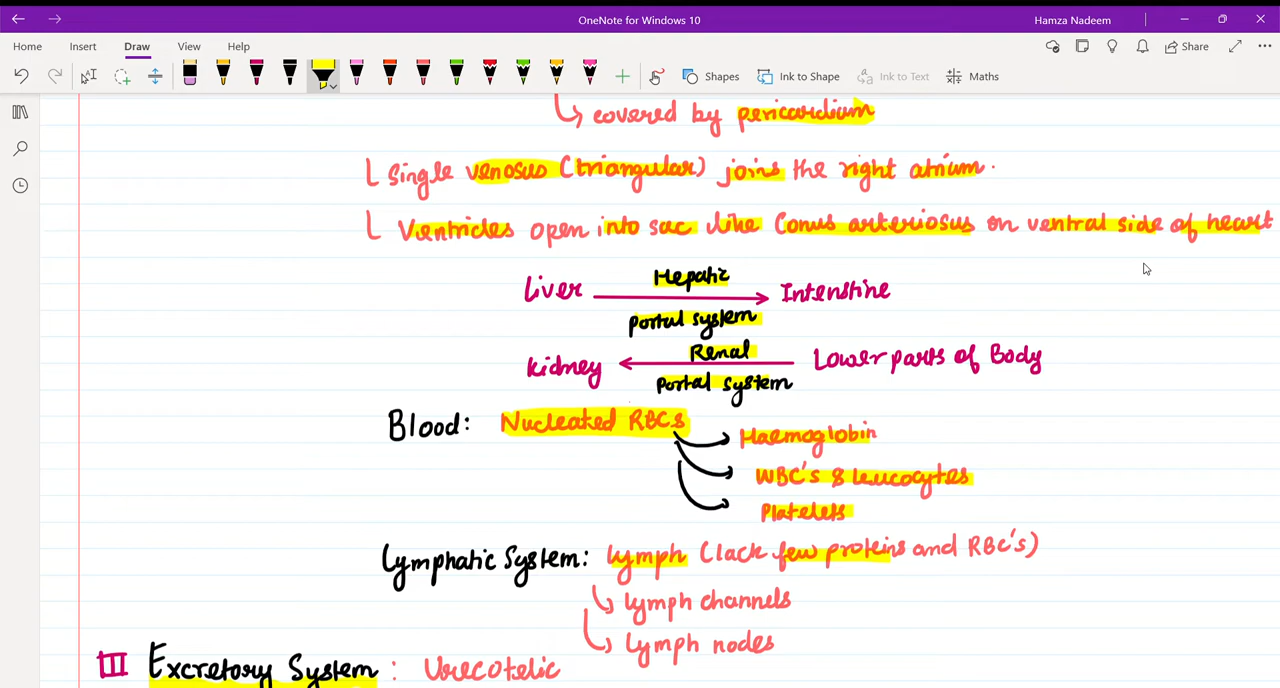 OneNote for Windows 10
Hamza Nadeem
Home Insert Draw View Help
Share
Shapes Ink to Shape Ink to Text Maths
covered by pericardium
Single venosus (triangular) joins the right atrium.
Ventricles open into sac like Conus arteriosus on ventral side of heart
Liver Hepatic portal system Intenstine
Kidney Renal Portal system Lower parts of Body
Blood: Nucleated RBCs
Haemoglobin
WBC's & leucocytes
Platelets
Lymphatic System: Lymph (lack few proteins and RBC's)
lymph channels
lymph nodes
III Excretory System: Urecotelic